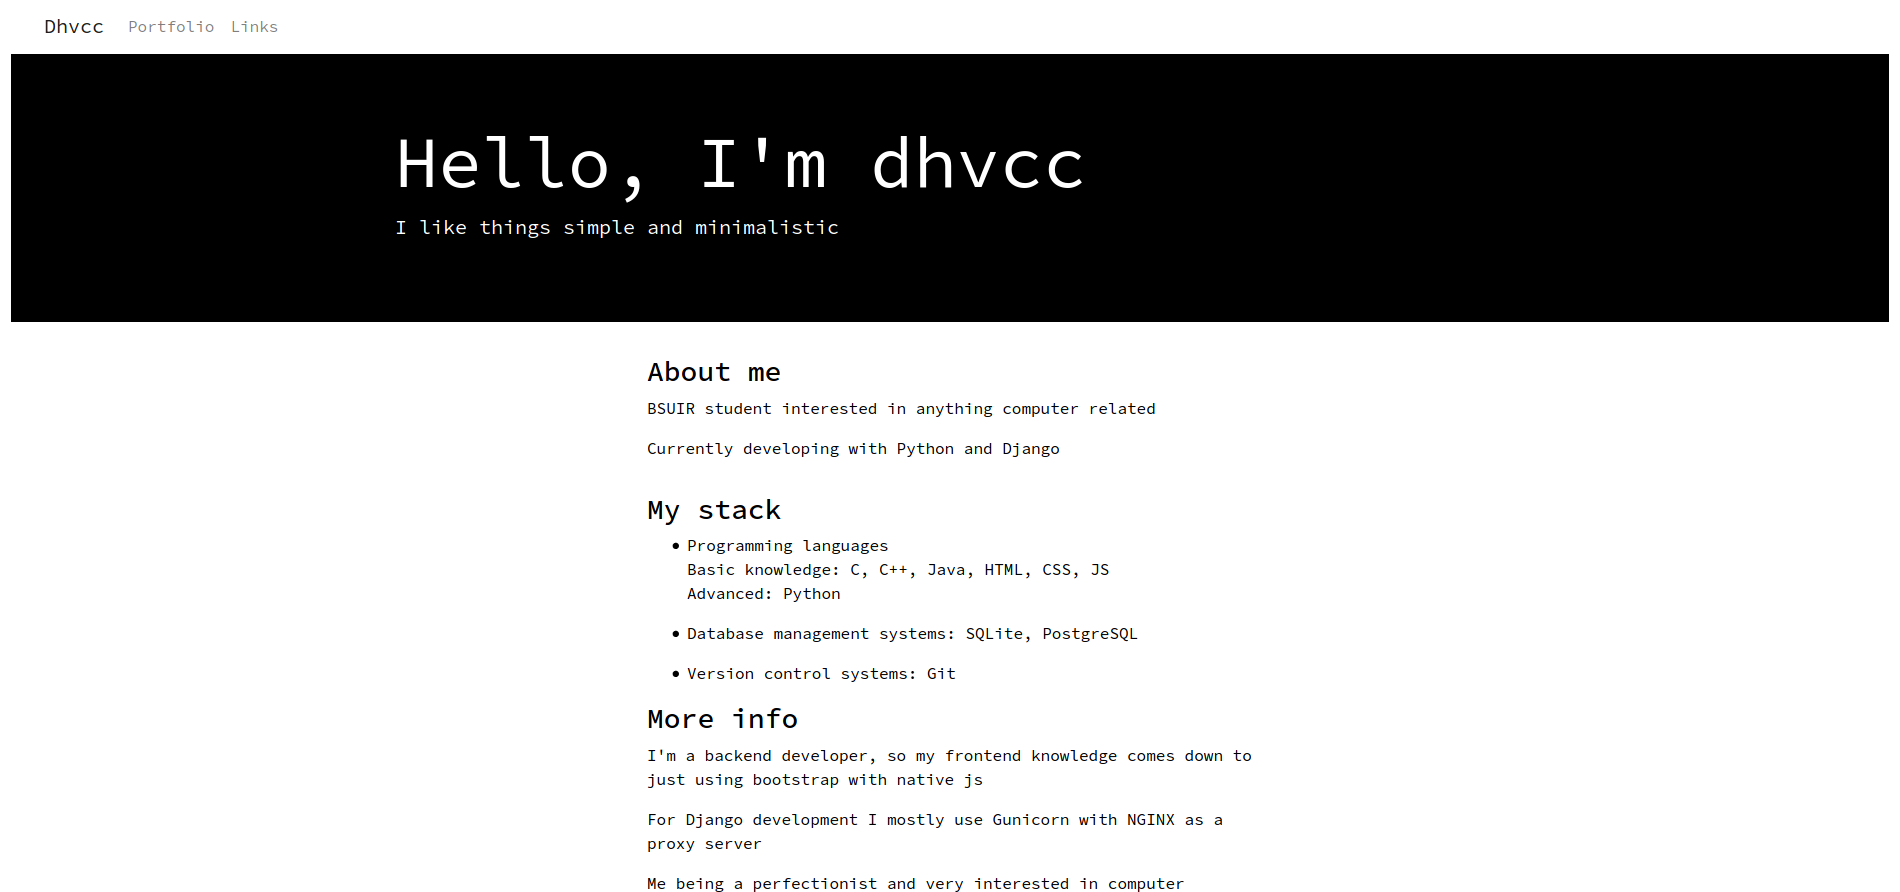 Dhvcc Portfolio Links
Hello, I'm dhvcc
I like things simple and minimalistic
About me
BSUIR student interested in anything computer related
Currently developing with Python and Django
My stack
Programming languages
Basic knowledge: C, C++, Java, HTML, CSS, JS
Advanced: Python
Database management systems: SQLite, PostgreSQL
Version control systems: Git
More info
I'm a backend developer, so my frontend knowledge comes down to
just using bootstrap with native js
For Django development I mostly use Gunicorn with NGINX as a
proxy server
Me being a perfectionist and very interested in computer